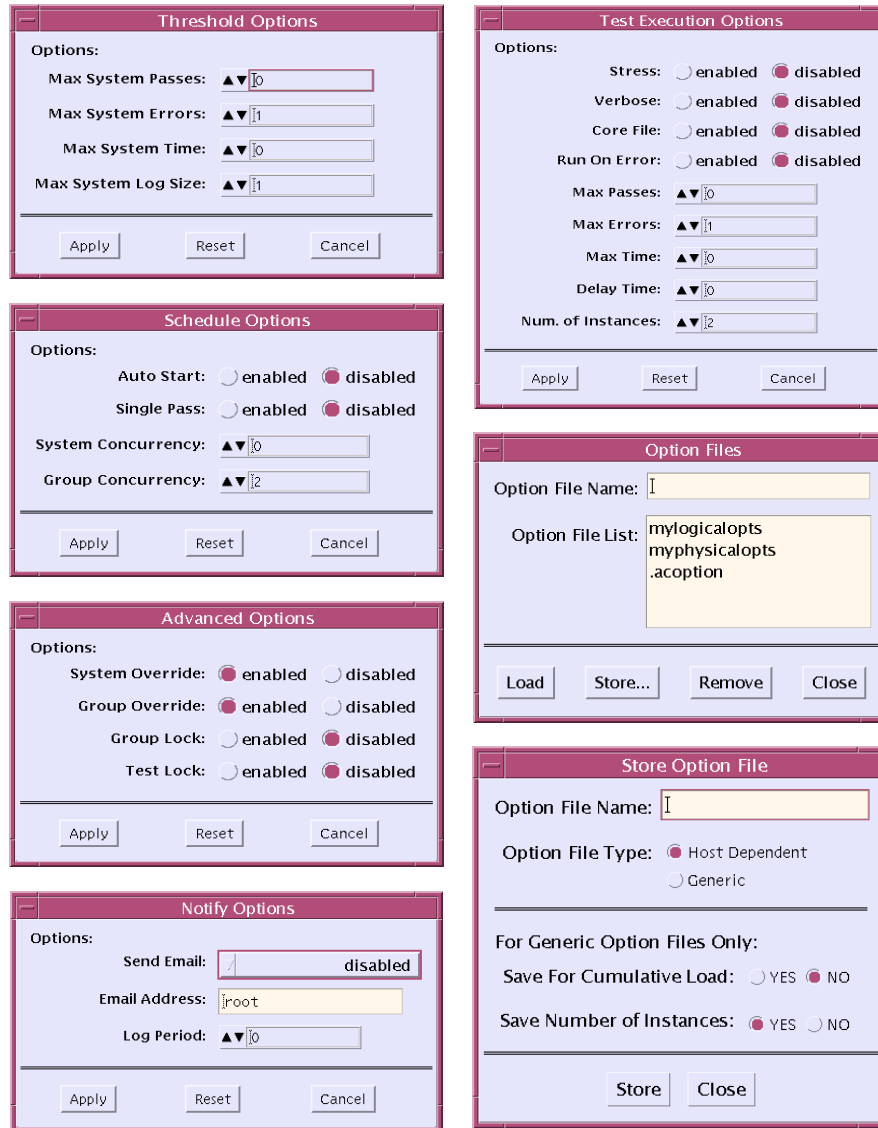 Threshold Options
Options:
Max System Passes: 0
Max System Errors: 1
Max System Time: 0
Max System Log Size: 1
Apply Reset Cancel
Schedule Options
Options:
Auto Start: enabled disabled
Single Pass: enabled disabled
System Concurrency: 0
Group Concurrency: 2
Apply Reset Cancel
Advanced Options
Options:
System Override: enabled disabled
Group Override: enabled disabled
Group Lock: enabled disabled
Test Lock: enabled disabled
Apply Reset Cancel
Notify Options
Options:
Send Email: disabled
Email Address: root
Log Period: 0
Apply Reset Cancel
Test Execution Options
Options:
Stress: enabled disabled
Verbose: enabled disabled
Core File: enabled disabled
Run On Error: enabled disabled
Max Passes: 0
Max Errors: 1
Max Time: 0
Delay Time: 0
Num. of Instances: 2
Apply Reset Cancel
Option Files
Option File Name:
Option File List: mylogicalopts
myphysicalopts
.acoption
Load Store... Remove Close
Store Option File
Option File Name:
Option File Type: Host Dependent
Generic
For Generic Option Files Only:
Save For Cumulative Load: YES NO
Save Number of Instances: YES NO
Store Close